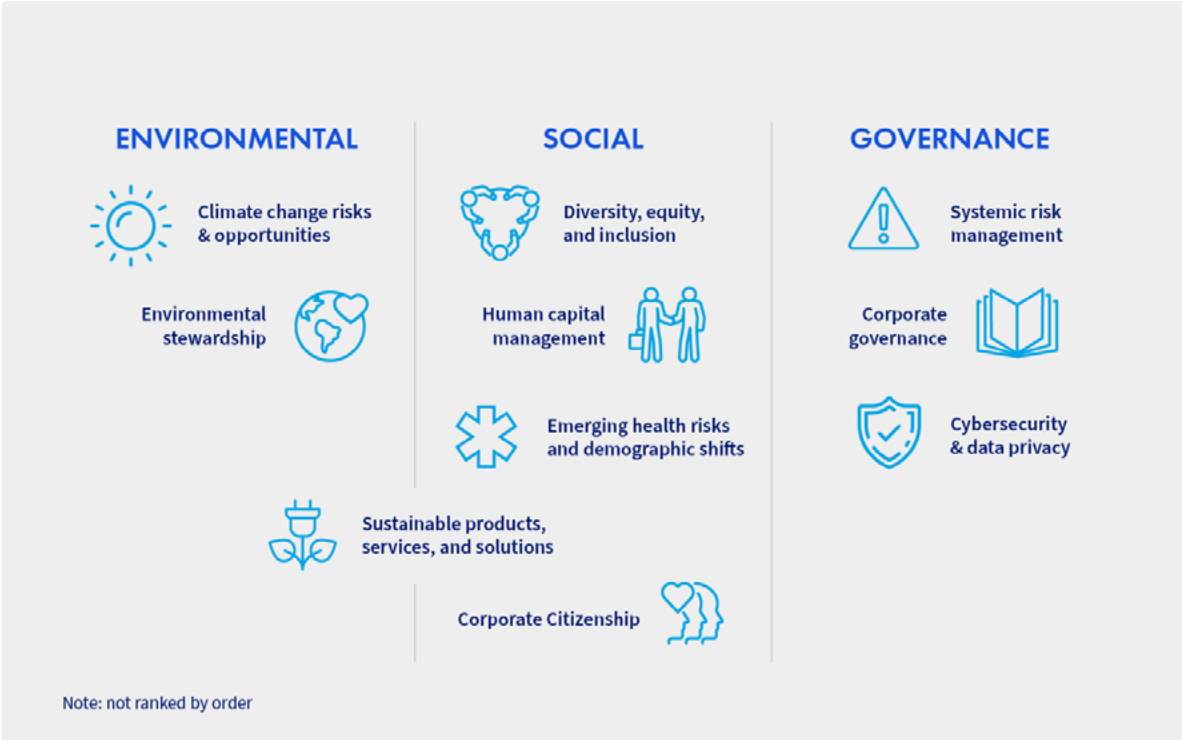 ENVIRONMENTAL
Climate change risks
& opportunities
Environmental
stewardship
SOCIAL
Diversity, equity,
and inclusion
Human capital
management
Emerging health risks
and demographic shifts
Sustainable products,
services, and solutions
Corporate Citizenship
GOVERNANCE
Systemic risk
management
Corporate
governance
Cybersecurity
& data privacy
Note: not ranked by order